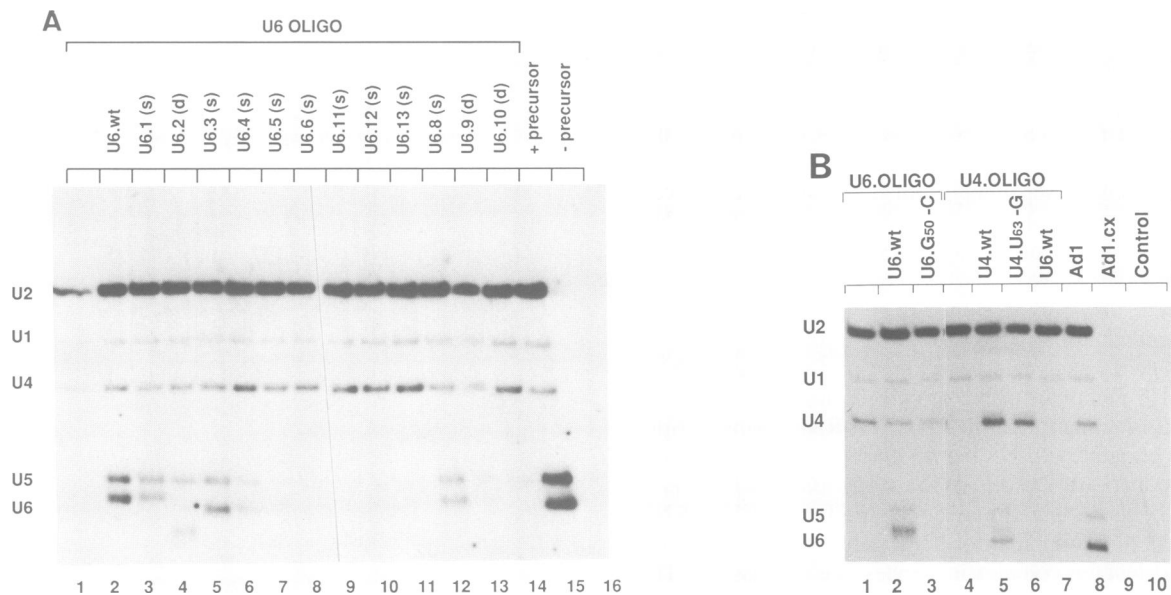 A
U6 OLIGO
U6.wt
U6.1 (s)
U6.2 (d)
U6.3 (s)
U6.4 (s)
U6.5 (s)
U6.6 (s)
U6.11(s)
U6.12 (s)
U6.13 (s)
U6.8 (s)
U6.9 (d)
U6.10 (d)
+ precursor
- precursor
U2
U1
U4
U5
U6
1 2 3 4 5 6 7 8 9 10 11 12 13 14 15 16
B
U6.OLIGO U4.OLIGO
U6.wt
U6.G50 -C
U4.wt
U4.U63 -G
U6.wt
Ad1
Ad1.cx
Control
U2
U1
U4
U5
U6
1 2 3 4 5 6 7 8 9 10